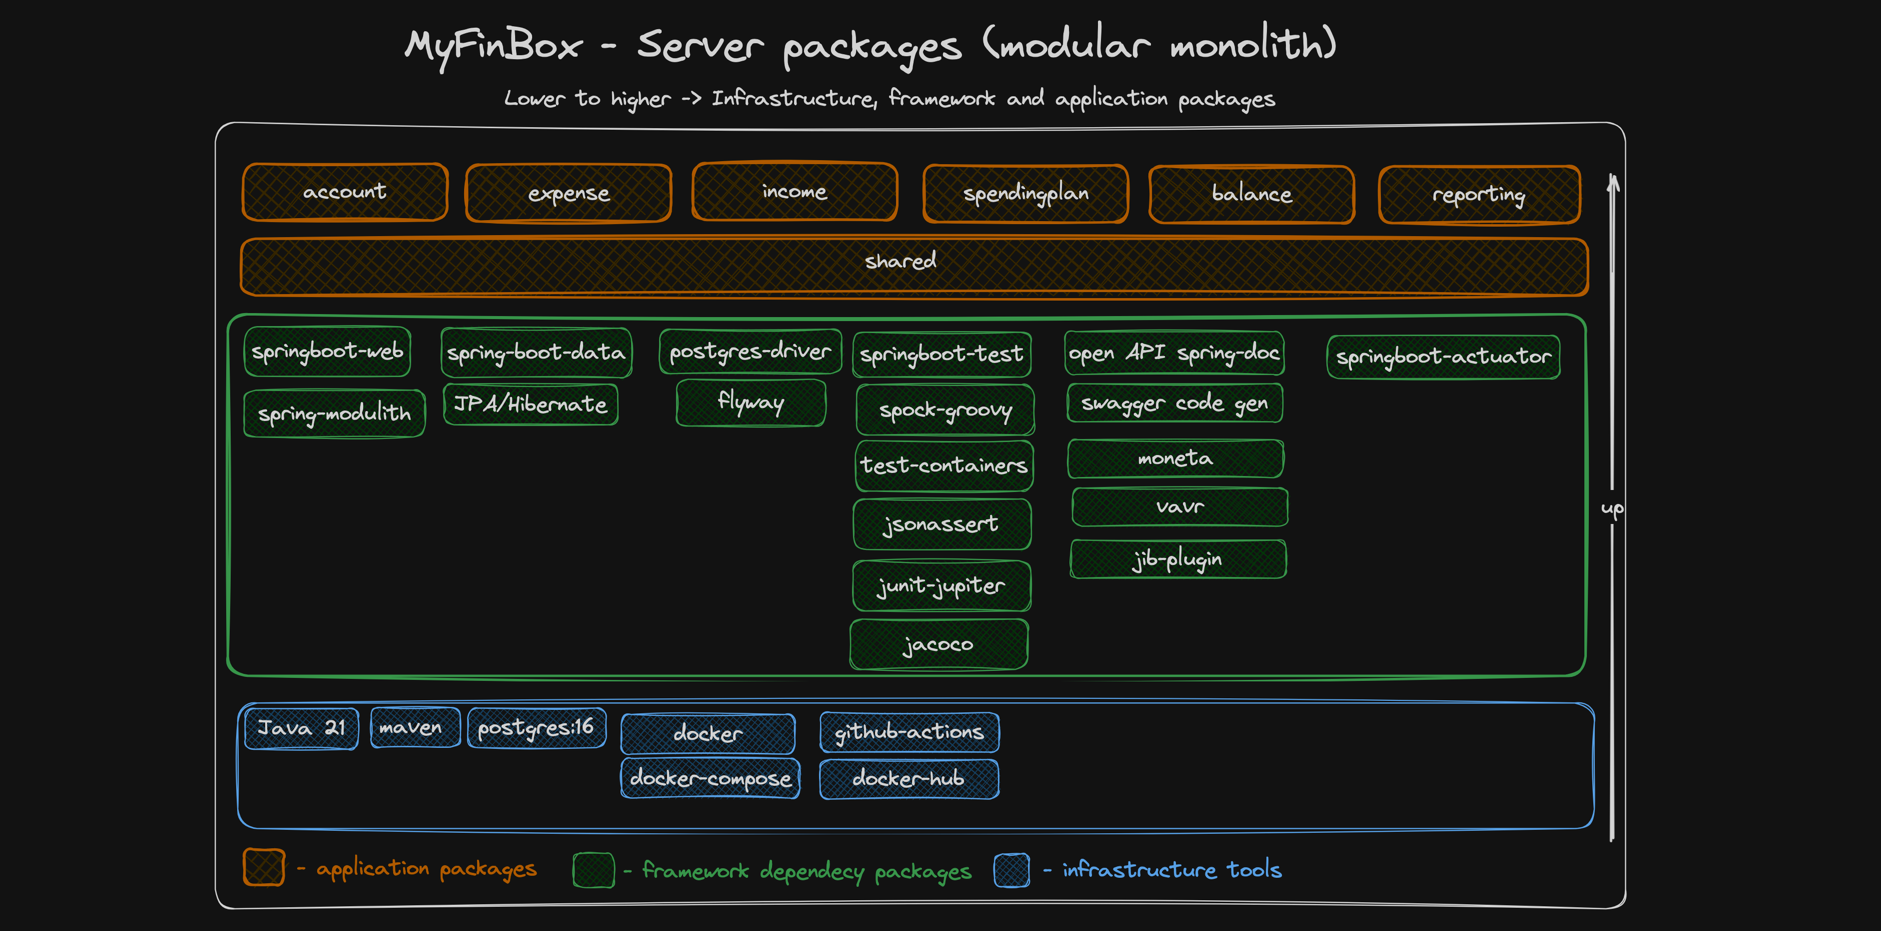 MyFinBox - Server packages (modular monolith)
Lower to higher -> Infrastructure, framework and application packages
account expense income spendingplan balance reporting
shared
springboot-web spring-boot-data postgres-driver springboot-test open API spring-doc springboot-actuator
spring-modulith JPA/Hibernate flyway spock-groovy swagger code gen
test-containers moneta
up
jsonassert vavr
junit-jupiter jib-plugin
jacoco
Java 21 maven postgres:16 docker github-actions
docker-compose docker-hub
- application packages - framework dependecy packages - infrastructure tools